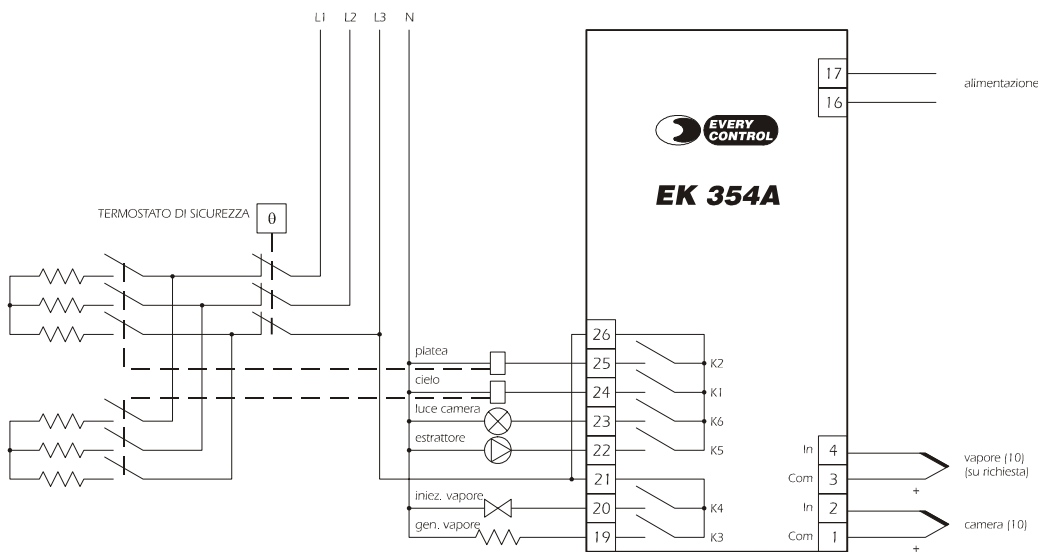 L1 L2 L3 N
17
alimentazione
16
EVERY
CONTROL
EK 354A
TERMOSTATO DI SICUREZZA
θ
26
platea
25
K2
cielo
24
K1
luce camera
23
K6
estrattore
22
K5
21
iniez. vapore
20
K4
gen. vapore
19
K3
In
4
vapore (10)
(su richiesta)
Com
3
+
In
2
camera (10)
Com
1
+